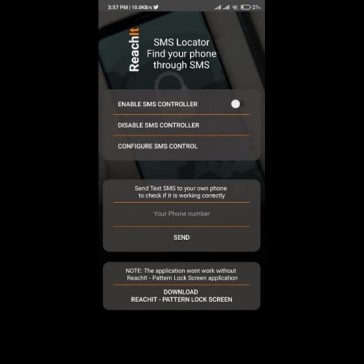 3:57 PM | 10.0KB/s
21%
ReachIt
SMS Locator
Find your phone
through SMS
ENABLE SMS CONTROLLER
DISABLE SMS CONTROLLER
CONFIGURE SMS CONTROL
Send Text SMS to your own phone
to check if it is working correctly
Your Phone number
SEND
NOTE: The application wont work without
ReachIt - Pattern Lock Screen application
DOWNLOAD
REACHIT - PATTERN LOCK SCREEN